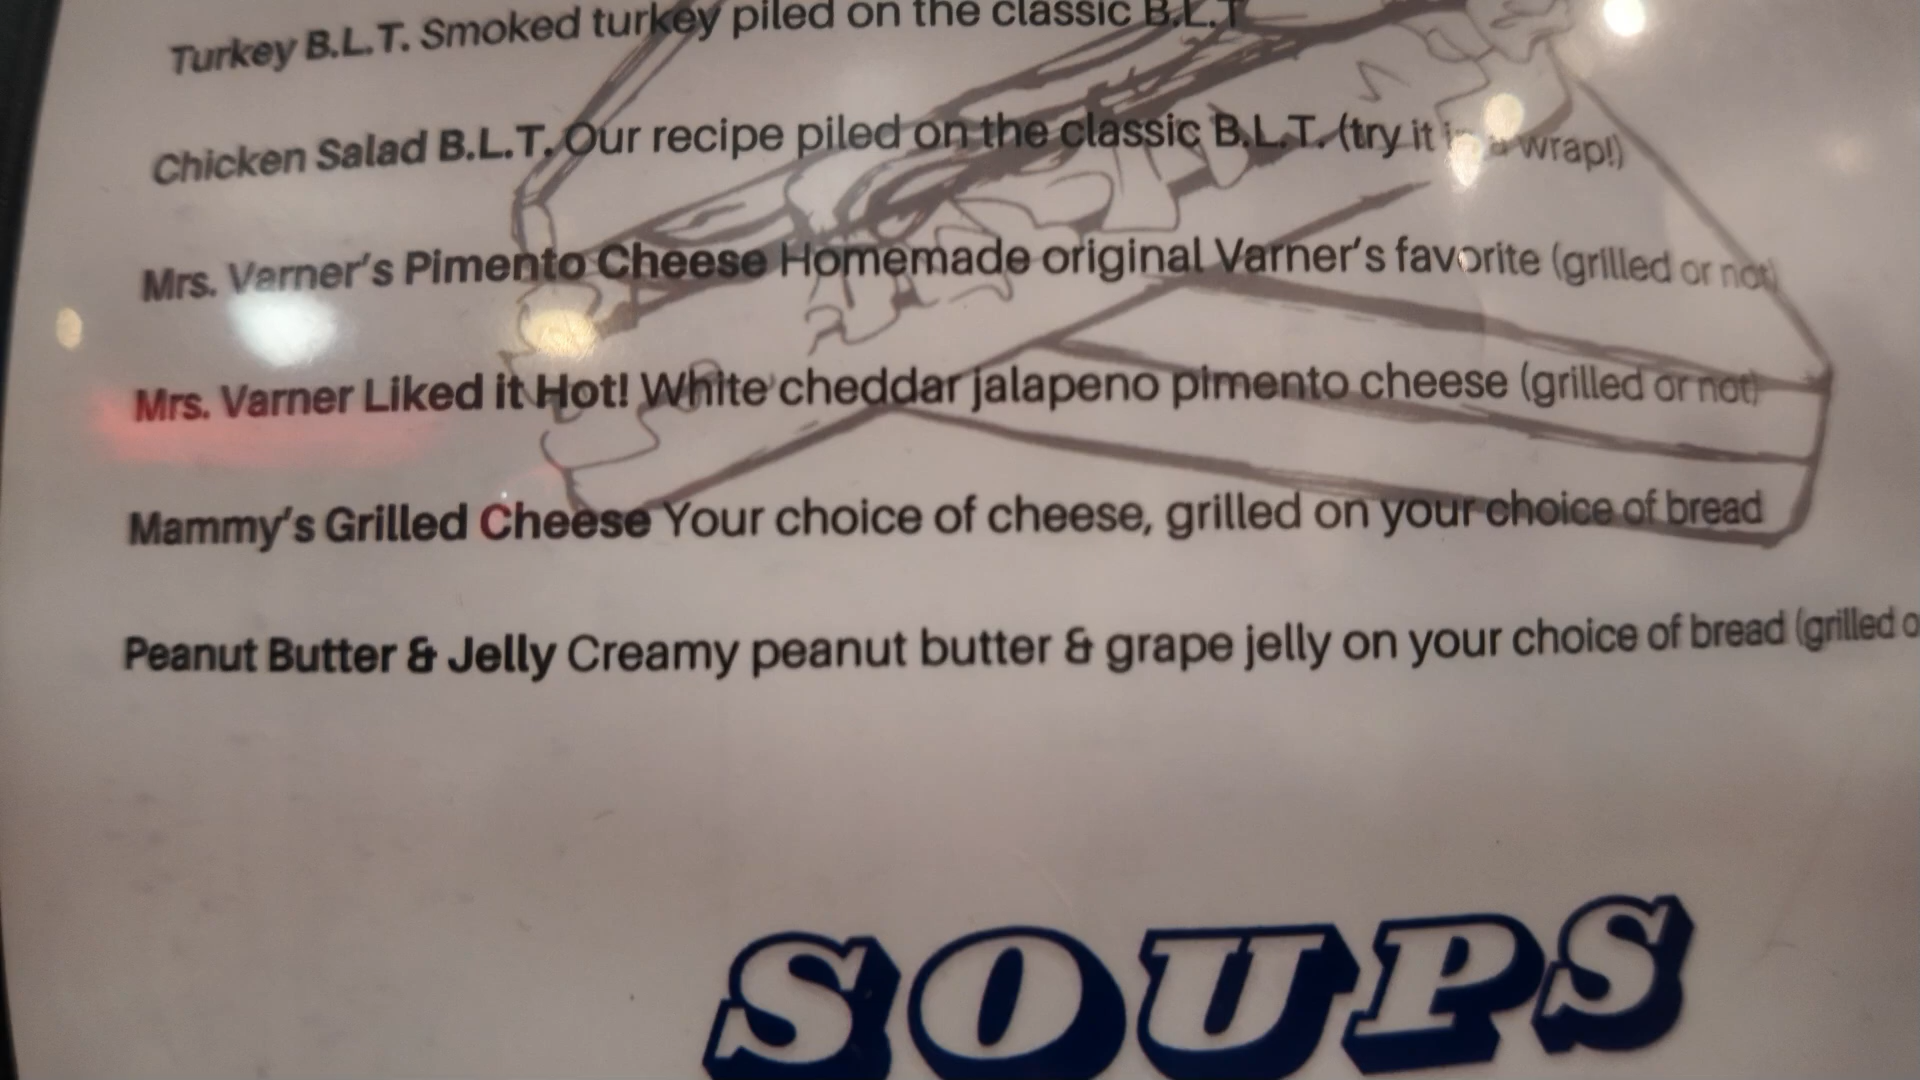 Turkey B.L.T. Smoked turkey piled on the classic B.L.T
Chicken Salad B.L.T. Our recipe piled on the classic B.L.T. (try it in a wrap!)
Mrs. Varner's Pimento Cheese Homemade original Varner's favorite (grilled or not)
Mrs. Varner Liked it Hot! White cheddar jalapeno pimento cheese (grilled or not)
Mammy's Grilled Cheese Your choice of cheese, grilled on your choice of bread
Peanut Butter & Jelly Creamy peanut butter & grape jelly on your choice of bread (grilled o
SOUPS